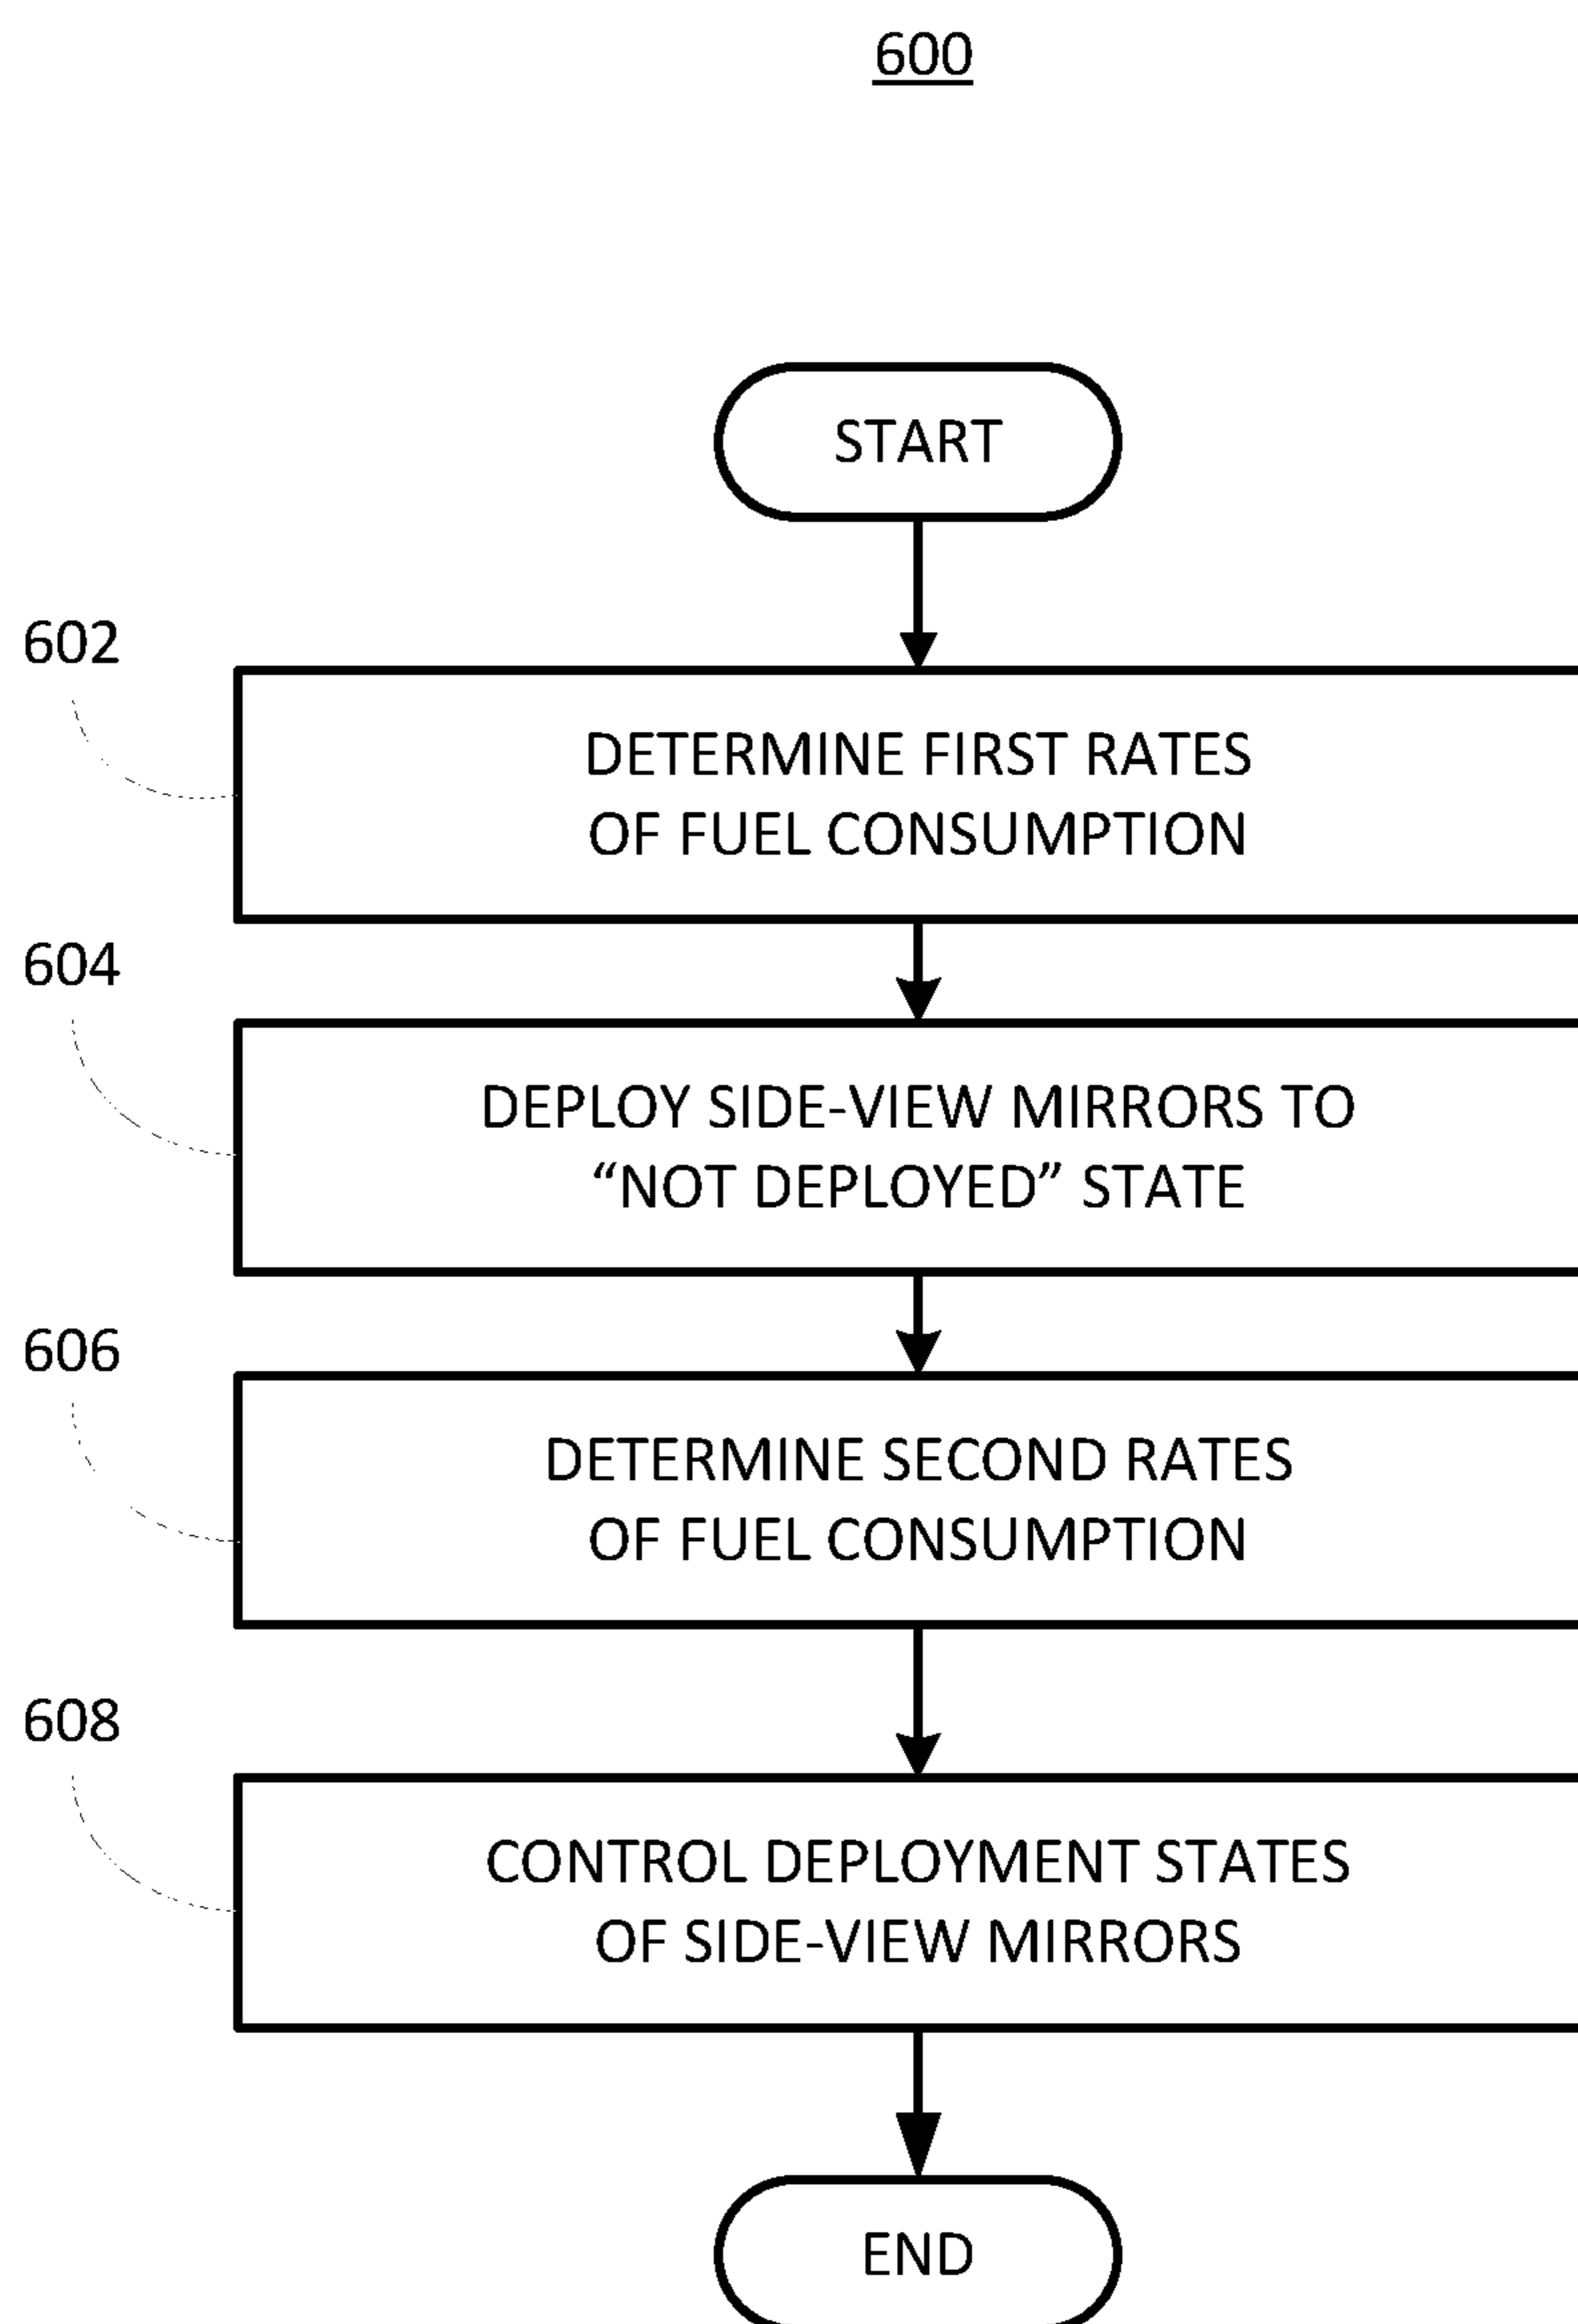 600
START
602
DETERMINE FIRST RATES
OF FUEL CONSUMPTION
604
DEPLOY SIDE-VIEW MIRRORS TO
“NOT DEPLOYED” STATE
606
DETERMINE SECOND RATES
OF FUEL CONSUMPTION
608
CONTROL DEPLOYMENT STATES
OF SIDE-VIEW MIRRORS
END